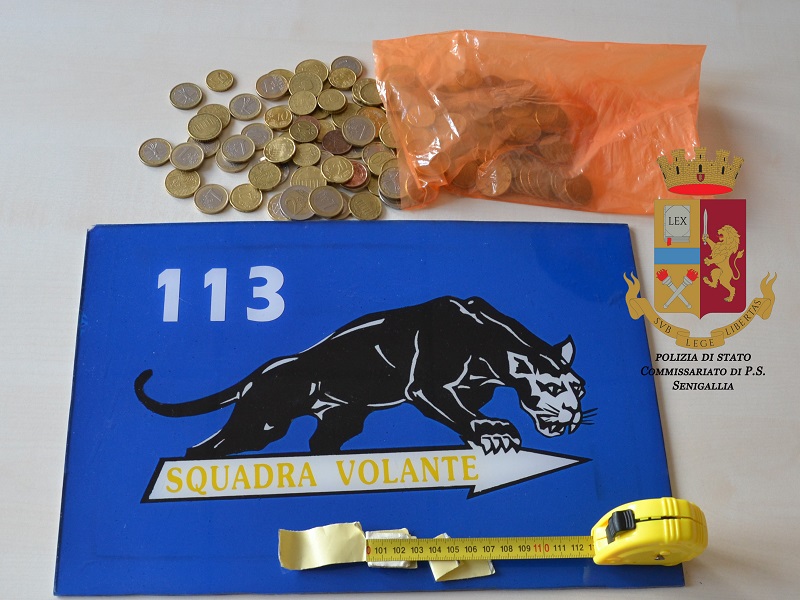 113
LEX
SVB LEGE LIBERTAS
POLIZIA DI STATO
COMMISSARIATO DI P.S.
SENIGALLIA
SQUADRA VOLANTE
101 102 103 104 105 106 107 108 109 110 111 112